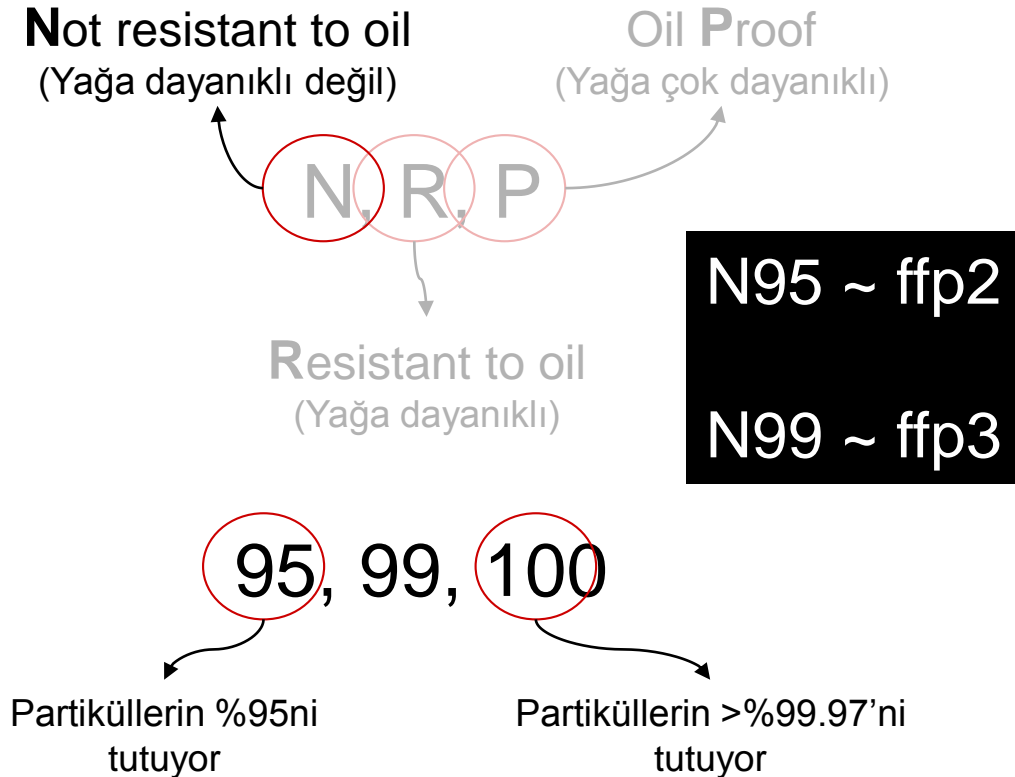 Not resistant to oil
(Yağa dayanıklı değil)
Oil Proof
(Yağa çok dayanıklı)
N, R, P
Resistant to oil
(Yağa dayanıklı)
N95 ~ ffp2
N99 ~ ffp3
95, 99, 100
Partiküllerin %95ni
tutuyor
Partiküllerin >%99.97’ni
tutuyor